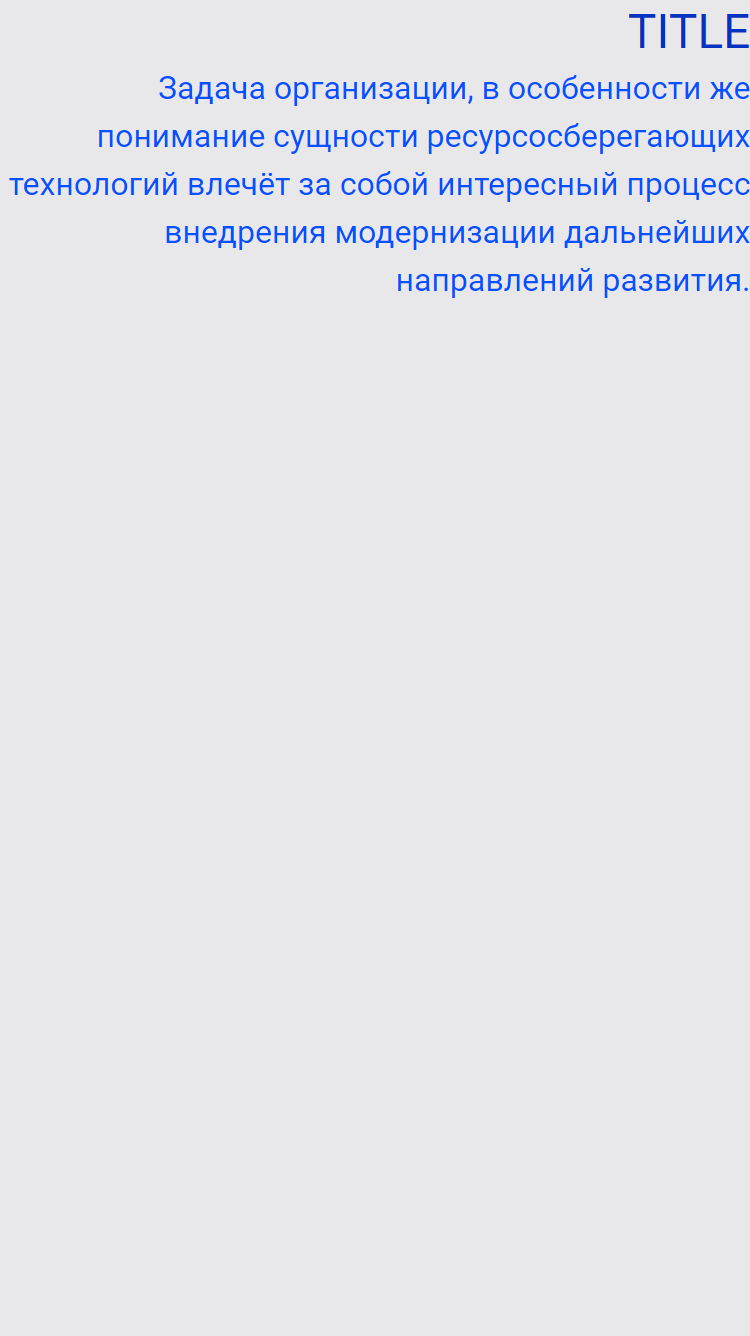 TITLE
Задача организации, в особенности же
понимание сущности ресурсосберегающих
технологий влечёт за собой интересный процесс
внедрения модернизации дальнейших
направлений развития.